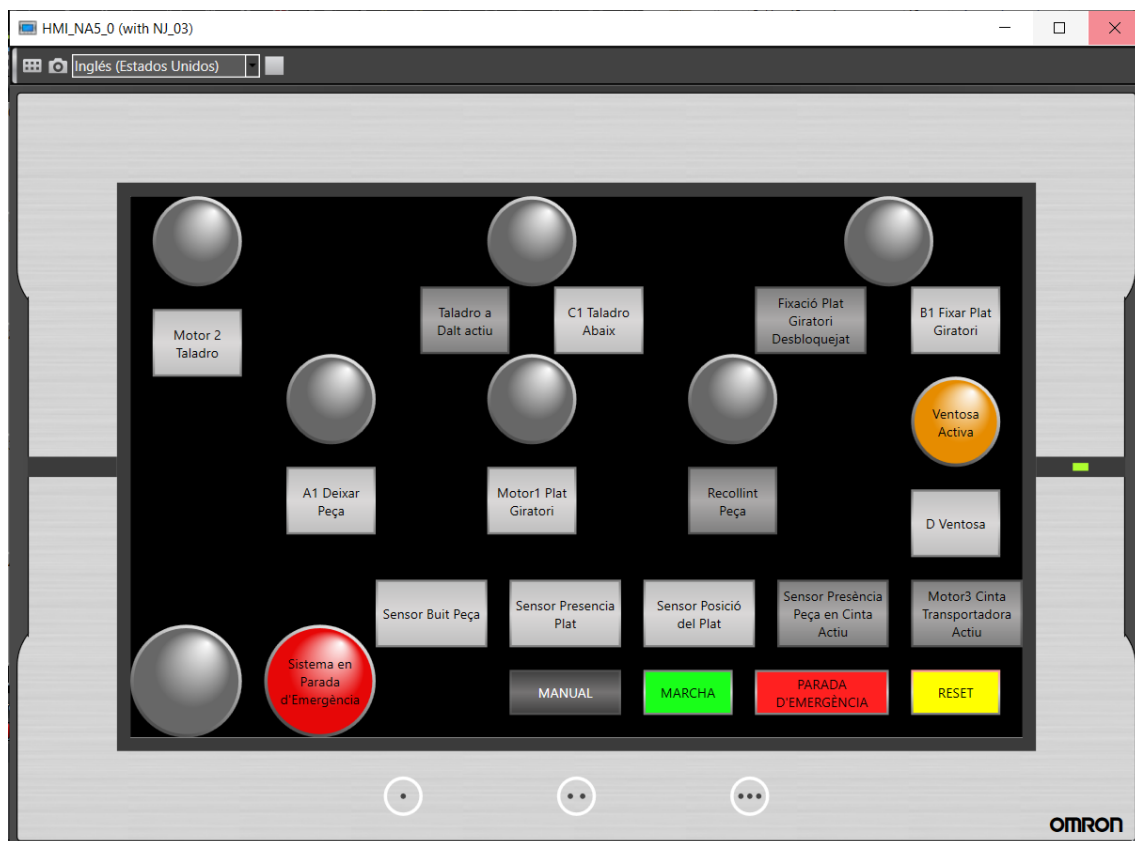 HMI_NA5_0 (with NJ_03)
Inglés (Estados Unidos)
Motor 2
Taladro
Taladro a
Dalt actiu
C1 Taladro
Abaix
Fixació Plat
Giratori
Desbloquejat
B1 Fixar Plat
Giratori
Ventosa
Activa
A1 Deixar
Peça
Motor1 Plat
Giratori
Recollint
Peça
D Ventosa
Sensor Buit Peça
Sensor Presencia
Plat
Sensor Posició
del Plat
Sensor Presència
Peça en Cinta
Actiu
Motor3 Cinta
Transportadora
Actiu
Sistema en
Parada
d'Emergència
MANUAL
MARCHA
PARADA
D'EMERGÈNCIA
RESET
OMRON